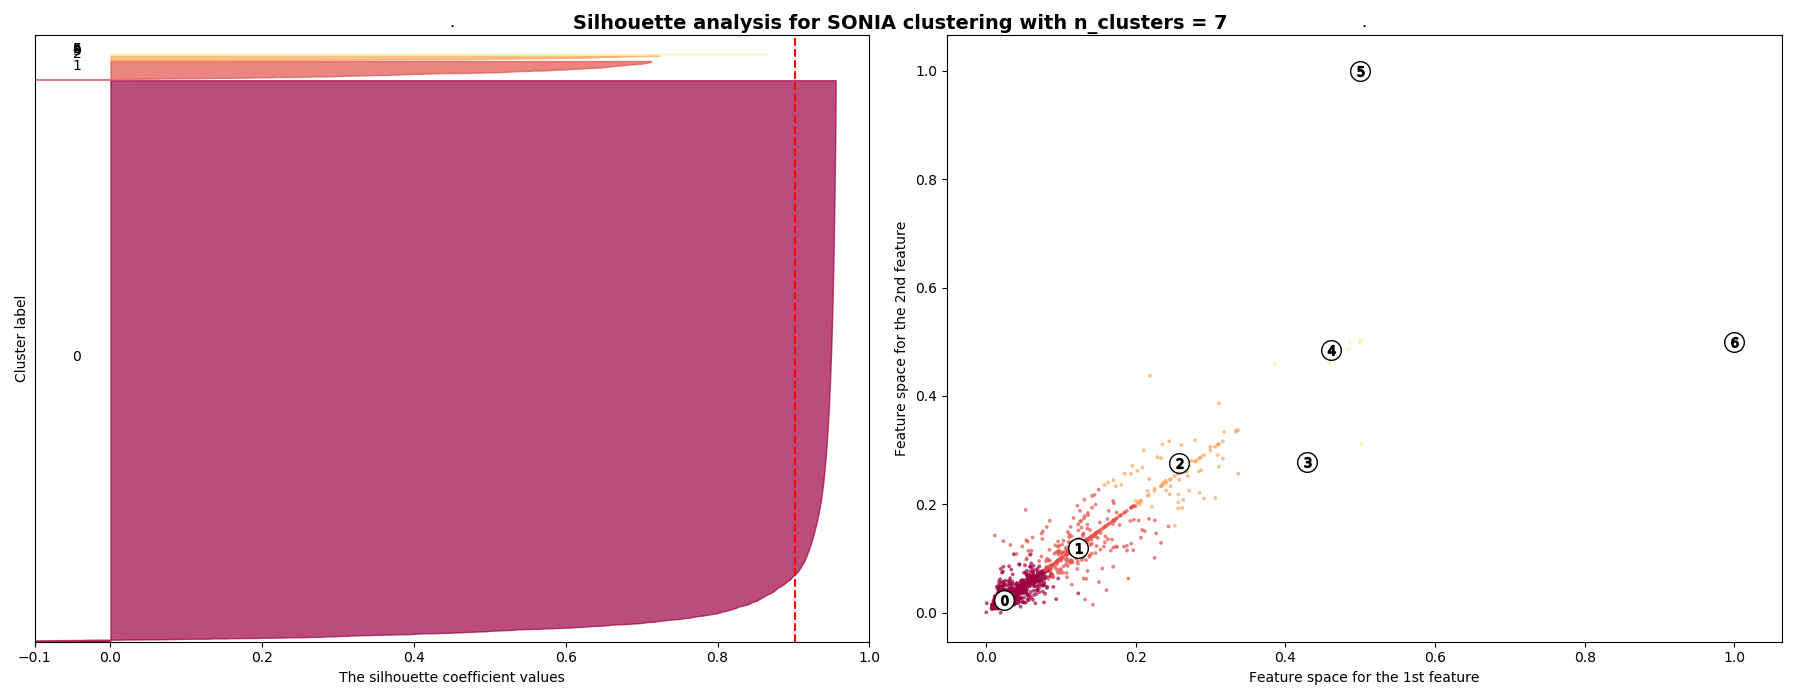 Silhouette analysis for SONIA clustering with n_clusters = 7
.
.
2
1
0
Cluster label
−0.1 0.0 0.2 0.4 0.6 0.8 1.0
The silhouette coefficient values
1.0
0.8
0.6
0.4
0.2
0.0
Feature space for the 2nd feature
5
6
4
2
3
1
0
0.0 0.2 0.4 0.6 0.8 1.0
Feature space for the 1st feature